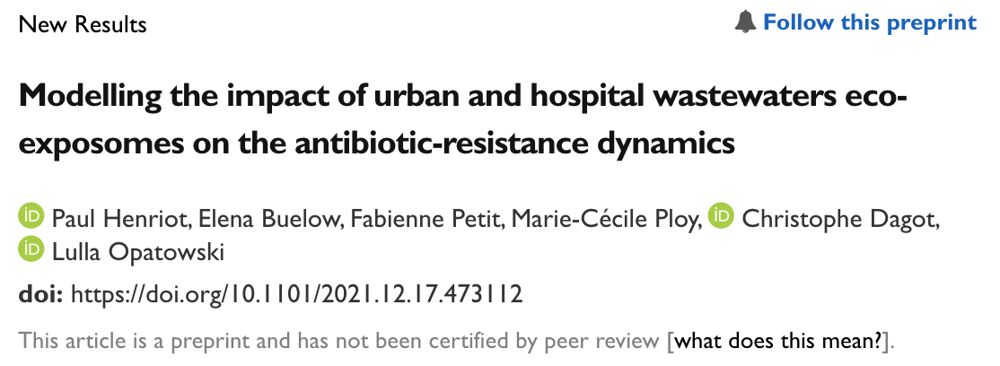 New Results
Follow this preprint
Modelling the impact of urban and hospital wastewaters eco-
exposomes on the antibiotic-resistance dynamics
iD Paul Henriot, Elena Buelow, Fabienne Petit, Marie-Cécile Ploy, iD Christophe Dagot,
iD Lulla Opatowski
doi: https://doi.org/10.1101/2021.12.17.473112
This article is a preprint and has not been certified by peer review [what does this mean?].